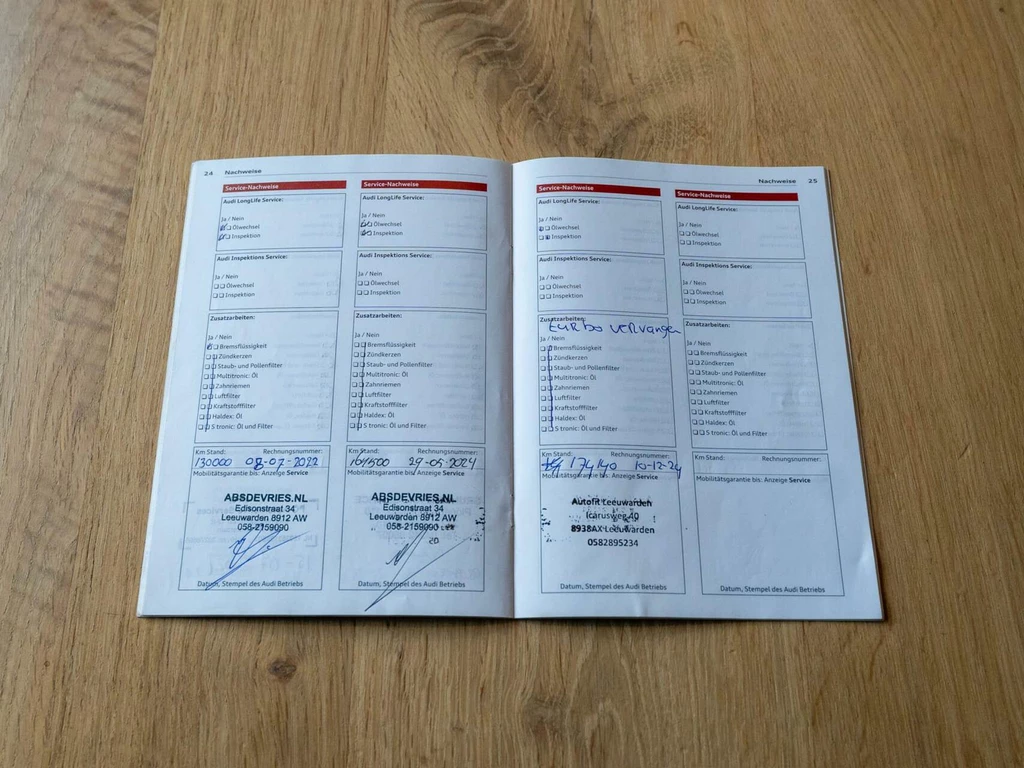 24 Nachweise
Service-Nachweise
Audi LongLife Service:
Ja / Nein
Ölwechsel
Inspektion
Audi Inspektions Service:
Ja / Nein
Ölwechsel
Inspektion
Zusatzarbeiten:
Ja / Nein
Bremsflüssigkeit
Zündkerzen
Staub- und Pollenfilter
Multitronic: Öl
Zahnriemen
Luftfilter
Kraftstofffilter
Haldex: Öl
S tronic: Öl und Filter
Km Stand: Rechnungsnummer:
130000 08-07-2022
Mobilitätsgarantie bis: Anzeige Service
ABSDEVRIES.NL
Edisonstraat 34
Leeuwarden 8912 AW
058-2159090
Datum, Stempel des Audi Betriebs
Service-Nachweise
Audi LongLife Service:
Ja / Nein
Ölwechsel
Inspektion
Audi Inspektions Service:
Ja / Nein
Ölwechsel
Inspektion
Zusatzarbeiten:
Ja / Nein
Bremsflüssigkeit
Zündkerzen
Staub- und Pollenfilter
Multitronic: Öl
Zahnriemen
Luftfilter
Kraftstofffilter
Haldex: Öl
S tronic: Öl und Filter
Km Stand: Rechnungsnummer:
164500 29-05-2024
Mobilitätsgarantie bis: Anzeige Service
ABSDEVRIES.NL
Edisonstraat 34
Leeuwarden 8912 AW
058-2159090
Datum, Stempel des Audi Betriebs
Nachweise 25
Service-Nachweise
Audi LongLife Service:
Ja / Nein
Ölwechsel
Inspektion
Audi Inspektions Service:
Ja / Nein
Ölwechsel
Inspektion
Zusatzarbeiten:
vervangen
Ja / Nein
Bremsflüssigkeit
Zündkerzen
Staub- und Pollenfilter
Multitronic: Öl
Zahnriemen
Luftfilter
Kraftstofffilter
Haldex: Öl
S tronic: Öl und Filter
Km Stand: Rechnungsnummer:
174140 10-12-24
Mobilitätsgarantie bis: Anzeige Service
Autofit Leeuwarden
Icarusweg 40
8938AX Leeuwarden
0582895234
Datum, Stempel des Audi Betriebs
Service-Nachweise
Audi LongLife Service:
Ja / Nein
Ölwechsel
Inspektion
Audi Inspektions Service:
Ja / Nein
Ölwechsel
Inspektion
Zusatzarbeiten:
Ja / Nein
Bremsflüssigkeit
Zündkerzen
Staub- und Pollenfilter
Multitronic: Öl
Zahnriemen
Luftfilter
Kraftstofffilter
Haldex: Öl
S tronic: Öl und Filter
Km Stand: Rechnungsnummer:
Mobilitätsgarantie bis: Anzeige Service
Datum, Stempel des Audi Betriebs